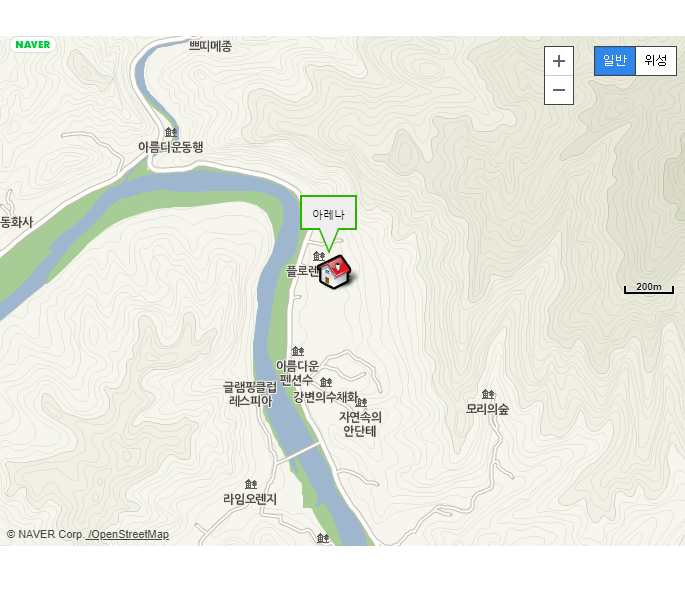 NAVER
쁘띠메종
일반
위성
아름다운동행
동화사
아레나
플로렌
200m
아름다운
펜션수
글램핑클럽
레스피아
강변의수채화
자연속의
안단테
모리의숲
라임오렌지
© NAVER Corp. /OpenStreetMap